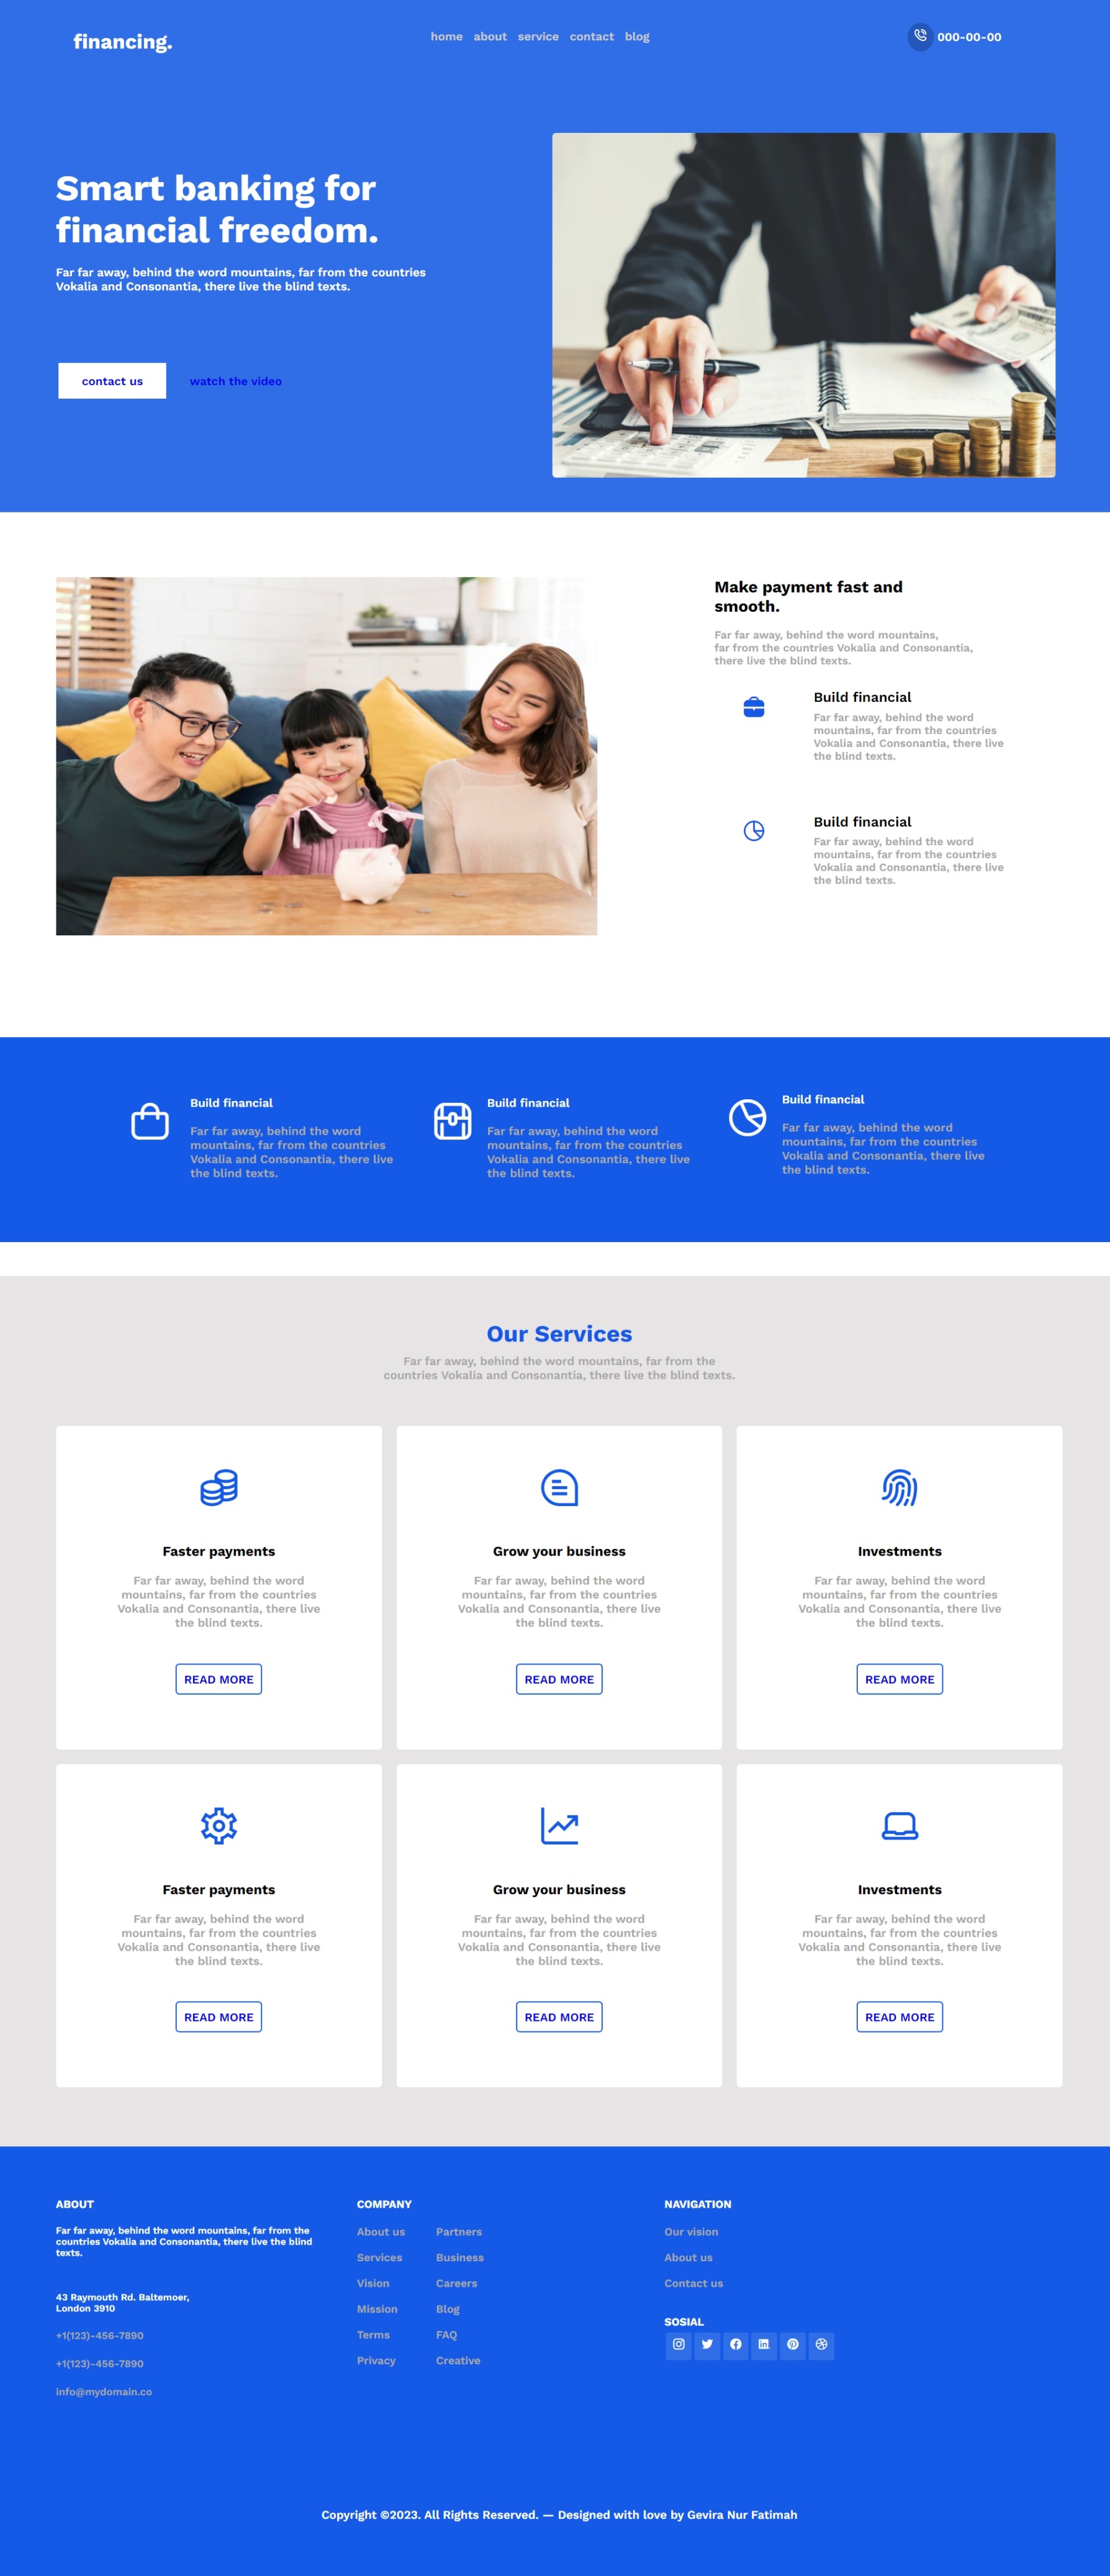 financing.
home about service contact blog
000-00-00
Smart banking for
financial freedom.
Far far away, behind the word mountains, far from the countries
Vokalia and Consonantia, there live the blind texts.
contact us
watch the video
Make payment fast and
smooth.
Far far away, behind the word mountains,
far from the countries Vokalia and Consonantia,
there live the blind texts.
Build financial
Far far away, behind the word
mountains, far from the countries
Vokalia and Consonantia, there live
the blind texts.
Build financial
Far far away, behind the word
mountains, far from the countries
Vokalia and Consonantia, there live
the blind texts.
Build financial
Far far away, behind the word
mountains, far from the countries
Vokalia and Consonantia, there live
the blind texts.
Build financial
Far far away, behind the word
mountains, far from the countries
Vokalia and Consonantia, there live
the blind texts.
Build financial
Far far away, behind the word
mountains, far from the countries
Vokalia and Consonantia, there live
the blind texts.
Our Services
Far far away, behind the word mountains, far from the
countries Vokalia and Consonantia, there live the blind texts.
Faster payments
Far far away, behind the word
mountains, far from the countries
Vokalia and Consonantia, there live
the blind texts.
READ MORE
Grow your business
Far far away, behind the word
mountains, far from the countries
Vokalia and Consonantia, there live
the blind texts.
READ MORE
Investments
Far far away, behind the word
mountains, far from the countries
Vokalia and Consonantia, there live
the blind texts.
READ MORE
Faster payments
Far far away, behind the word
mountains, far from the countries
Vokalia and Consonantia, there live
the blind texts.
READ MORE
Grow your business
Far far away, behind the word
mountains, far from the countries
Vokalia and Consonantia, there live
the blind texts.
READ MORE
Investments
Far far away, behind the word
mountains, far from the countries
Vokalia and Consonantia, there live
the blind texts.
READ MORE
ABOUT
Far far away, behind the word mountains, far from the
countries Vokalia and Consonantia, there live the blind
texts.
43 Raymouth Rd. Baltemoer,
London 3910
+1(123)-456-7890
+1(123)-456-7890
info@mydomain.co
COMPANY
About us
Services
Vision
Mission
Terms
Privacy
Partners
Business
Careers
Blog
FAQ
Creative
NAVIGATION
Our vision
About us
Contact us
SOSIAL
Copyright ©2023. All Rights Reserved. — Designed with love by Gevira Nur Fatimah